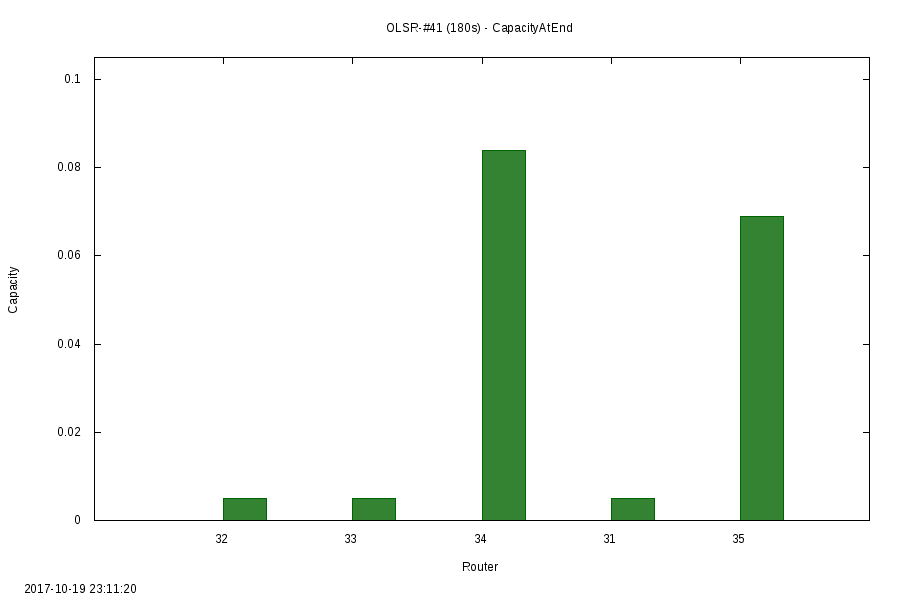 OLSR-#41 (180s) - CapacityAtEnd
0.1
0.08
0.06
0.04
0.02
0
Capacity
32 33 34 31 35
Router
2017-10-19 23:11:20